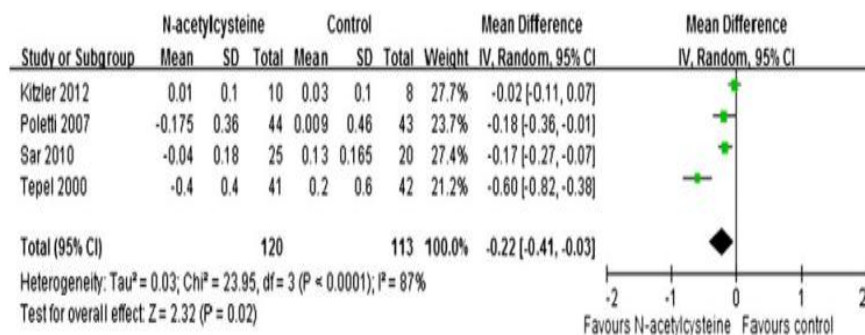 N-acetylcysteine Control Mean Difference Mean Difference
Study or Subgroup Mean SD Total Mean SD Total Weight IV, Random, 95% CI IV, Random, 95% CI
Kitzler 2012 0.01 0.1 10 0.03 0.1 8 27.7% -0.02 [-0.11, 0.07]
Poletti 2007 -0.175 0.36 44 0.009 0.46 43 23.7% -0.18 [-0.36, -0.01]
Sar 2010 -0.04 0.18 25 0.13 0.165 20 27.4% -0.17 [-0.27, -0.07]
Tepel 2000 -0.4 0.4 41 0.2 0.6 42 21.2% -0.60 [-0.82, -0.38]
Total (95% CI) 120 113 100.0% -0.22 [-0.41, -0.03]
Heterogeneity: Tau² = 0.03; Chi² = 23.95, df = 3 (P < 0.0001); I² = 87%
Test for overall effect: Z = 2.32 (P = 0.02)
-2 -1 0 1 2
Favours N-acetylcysteine Favours control